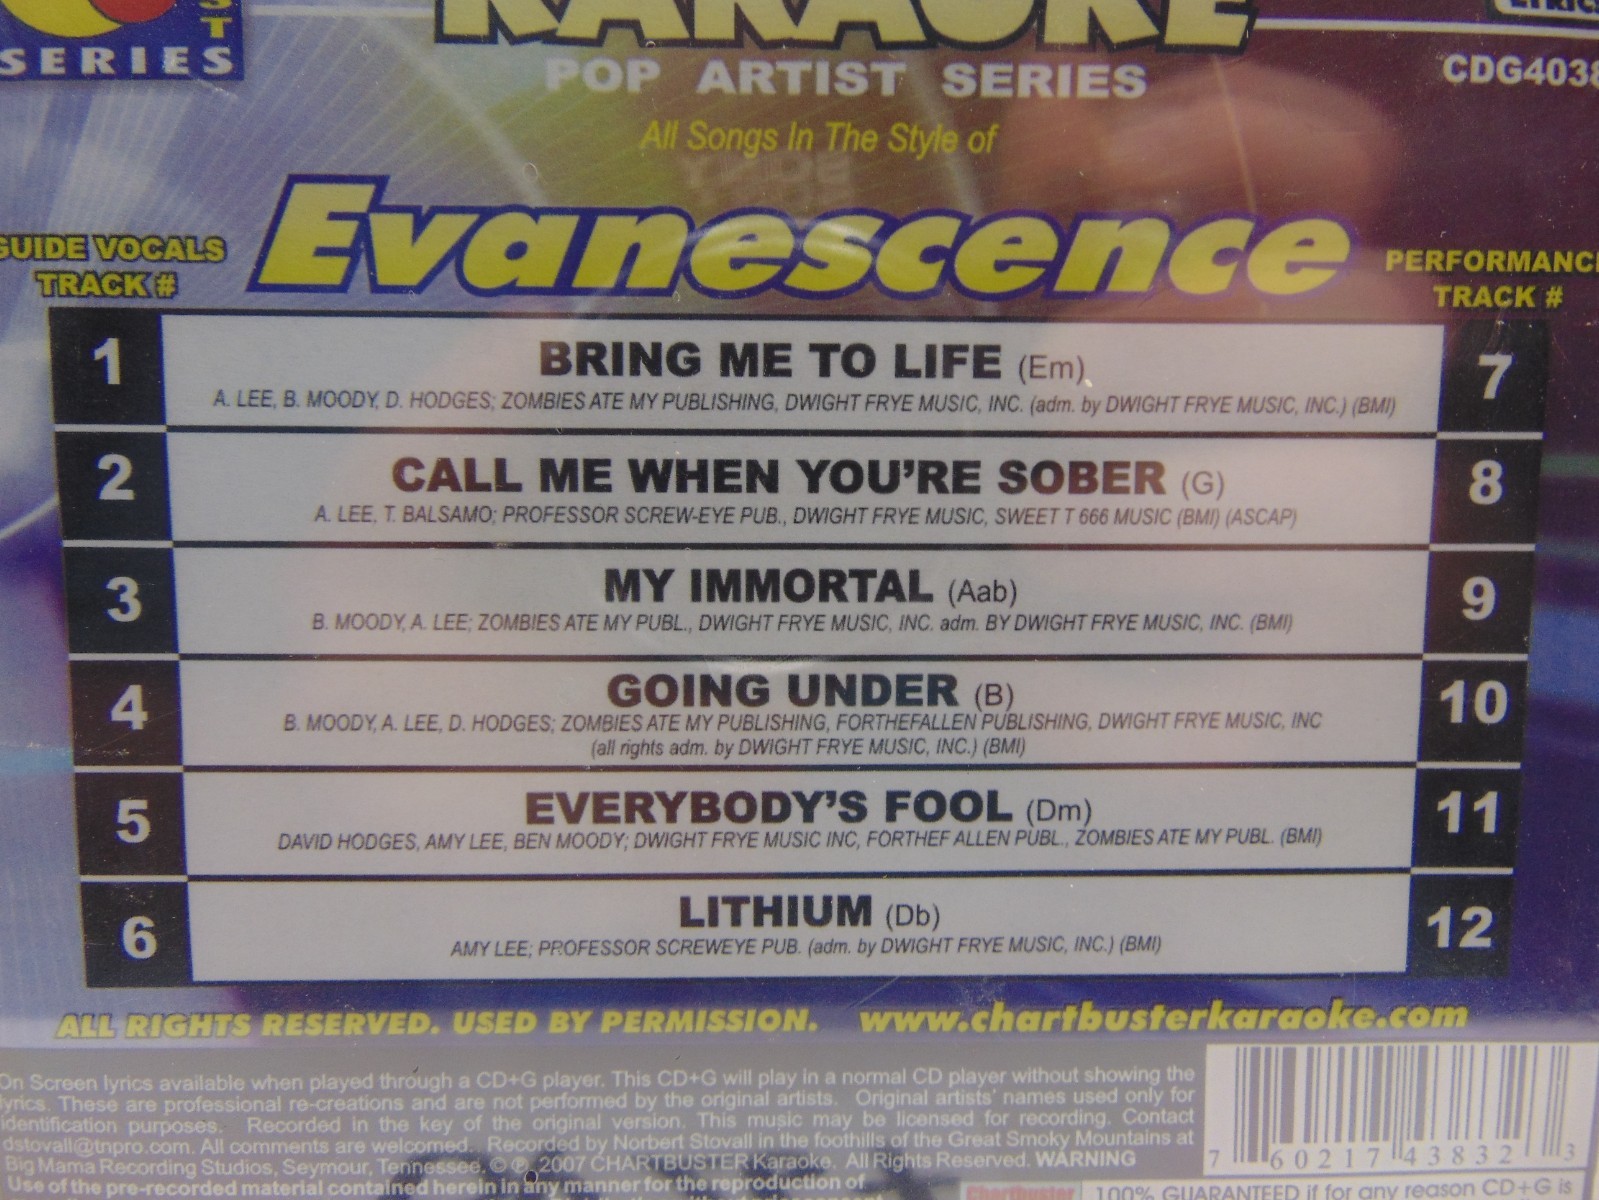 SERIES
KARAOKE
POP ARTIST SERIES
CDG4038
All Songs In The Style of
Evanescence
GUIDE VOCALS
TRACK #
PERFORMANCE
TRACK #
1 BRING ME TO LIFE (Em) 7
A. LEE, B. MOODY, D. HODGES; ZOMBIES ATE MY PUBLISHING, DWIGHT FRYE MUSIC, INC. (adm. by DWIGHT FRYE MUSIC, INC.) (BMI)
2 CALL ME WHEN YOU'RE SOBER (G) 8
A. LEE, T. BALSAMO; PROFESSOR SCREW-EYE PUB., DWIGHT FRYE MUSIC, SWEET T 666 MUSIC (BMI) (ASCAP)
3 MY IMMORTAL (Aab) 9
B. MOODY, A. LEE; ZOMBIES ATE MY PUBL., DWIGHT FRYE MUSIC, INC. adm. BY DWIGHT FRYE MUSIC, INC. (BMI)
4 GOING UNDER (B) 10
B. MOODY, A. LEE, D. HODGES; ZOMBIES ATE MY PUBLISHING, FORTHEFALLEN PUBLISHING, DWIGHT FRYE MUSIC, INC
(all rights adm. by DWIGHT FRYE MUSIC, INC.) (BMI)
5 EVERYBODY'S FOOL (Dm) 11
DAVID HODGES, AMY LEE, BEN MOODY; DWIGHT FRYE MUSIC INC, FORTHEF ALLEN PUBL., ZOMBIES ATE MY PUBL. (BMI)
6 LITHIUM (Db) 12
AMY LEE; PROFESSOR SCREWEYE PUB. (adm. by DWIGHT FRYE MUSIC, INC.) (BMI)
ALL RIGHTS RESERVED. USED BY PERMISSION. www.chartbusterkaraoke.com
On Screen lyrics available when played through a CD+G player. This CD+G will play in a normal CD player without showing the
lyrics. These are professional re-creations and are not performed by the original artists. Original artists' names used only for
identification purposes. Recorded in the key of the original version. This music may be licensed for recording. Contact
dstovall@tnpro.com. All comments are welcomed. Recorded by Norbert Stovall in the foothills of the Great Smoky Mountains at
Big Mama Recording Studios, Seymour, Tennessee. © ℗ 2007 CHARTBUSTER Karaoke. All Rights Reserved. WARNING
Use of the pre-recorded material contained herein in any manner for the reproduction of
7 60217 43832 3
Chartbuster 100% GUARANTEED if for any reason CD+G is